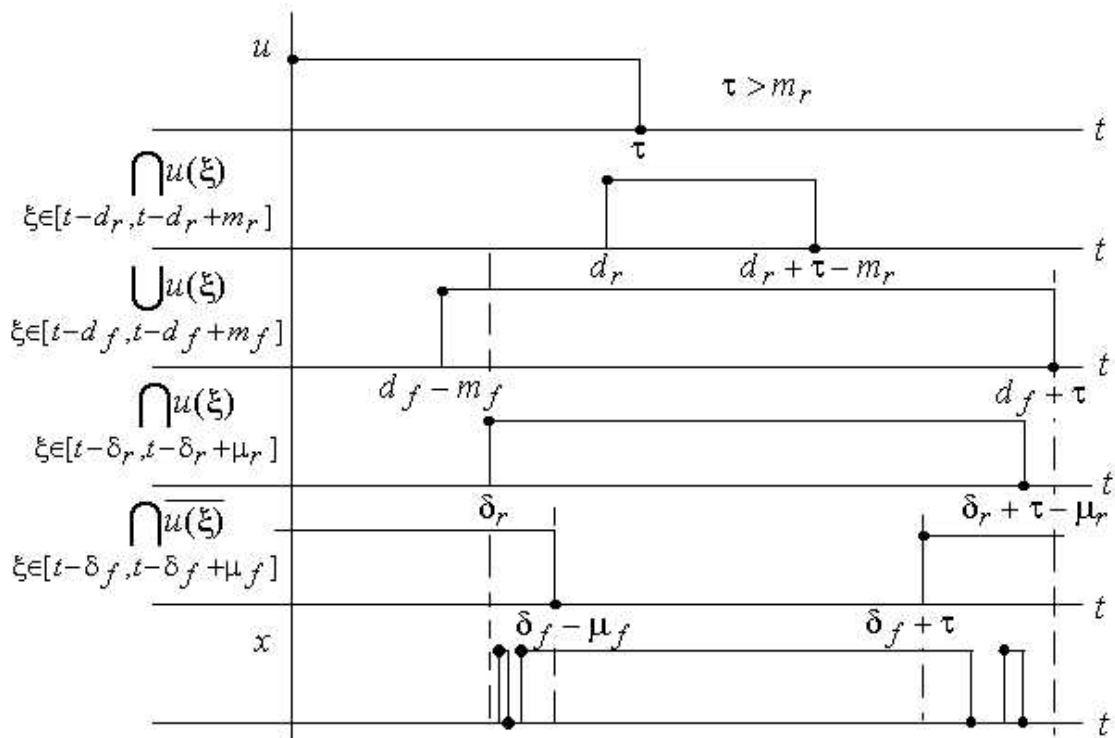 u
τ > m_r
t
τ
⋂ u(ξ)
ξ∈[t−d_r, t−d_r+m_r]
d_r
d_r + τ − m_r
t
⋃ u(ξ)
ξ∈[t−d_f, t−d_f+m_f]
t
d_f − m_f
d_f + τ
⋂ u(ξ)
ξ∈[t−δ_r, t−δ_r+μ_r]
t
δ_r
δ_r + τ − μ_r
⋂ \overline{u(ξ)}
ξ∈[t−δ_f, t−δ_f+μ_f]
t
δ_f − μ_f
δ_f + τ
x
t